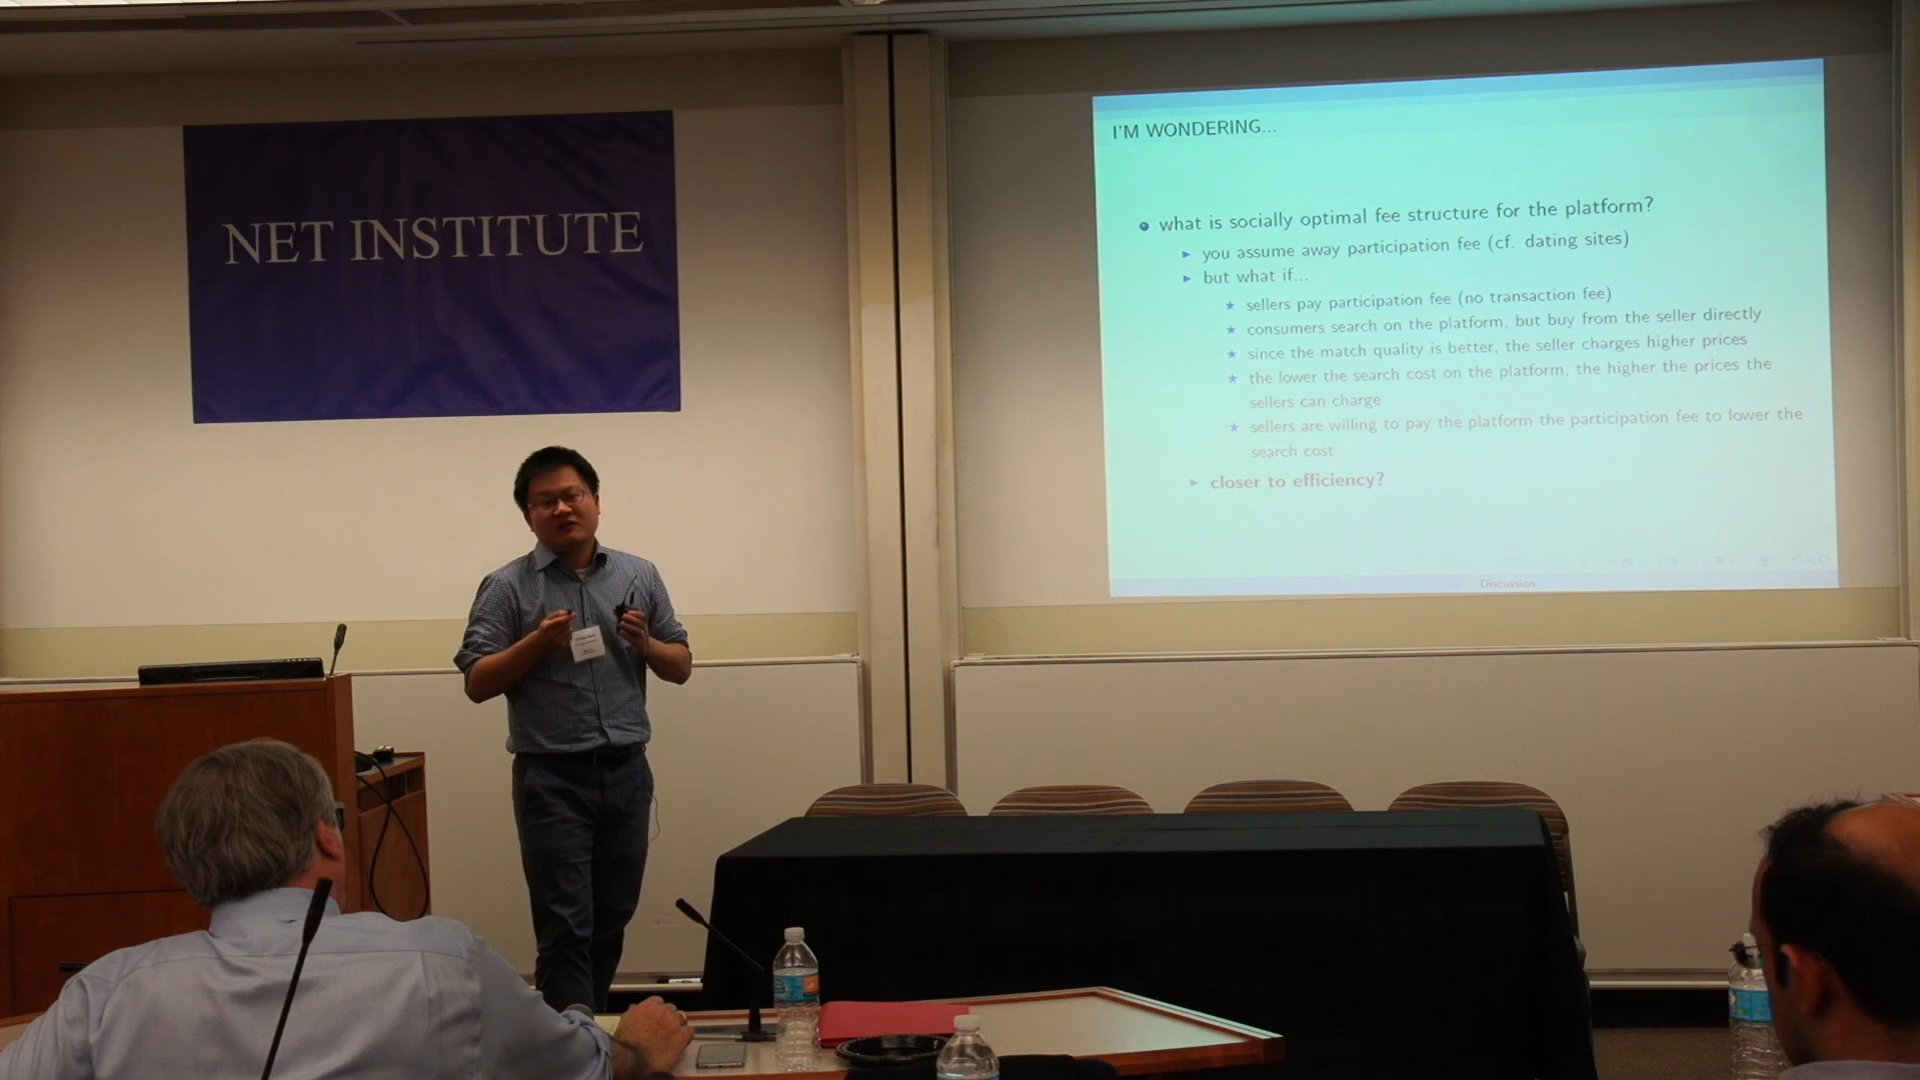 NET INSTITUTE
I'M WONDERING...
what is socially optimal fee structure for the platform?
you assume away participation fee (cf. dating sites)
but what if...
sellers pay participation fee (no transaction fee)
consumers search on the platform, but buy from the seller directly
since the match quality is better, the seller charges higher prices
the lower the search cost on the platform, the higher the prices the
sellers can charge
sellers are willing to pay the platform the participation fee to lower the
search cost
closer to efficiency?
Discussion